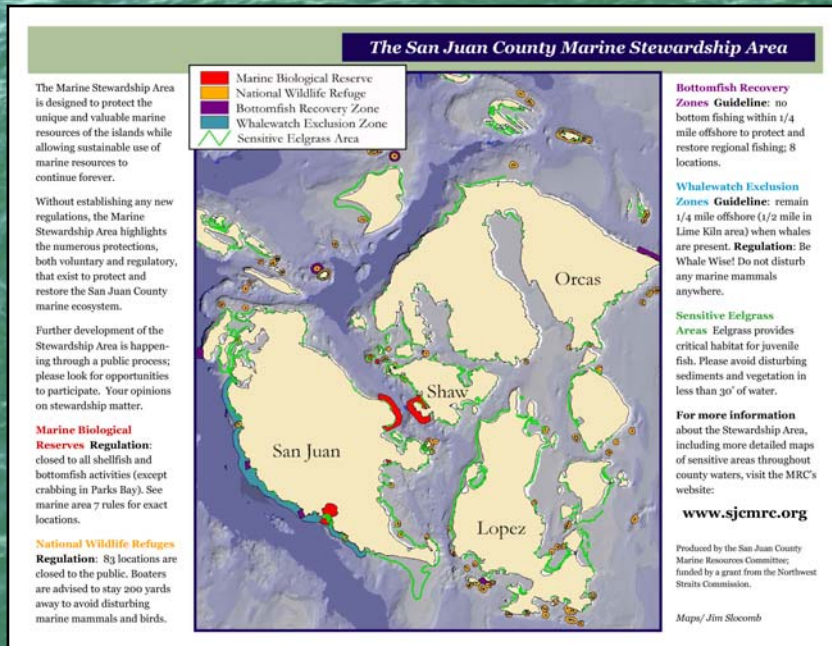 The San Juan County Marine Stewardship Area
The Marine Stewardship Area
is designed to protect the
unique and valuable marine
resources of the islands while
allowing sustainable use of
marine resources to
continue forever.
Without establishing any new
regulations, the Marine
Stewardship Area highlights
the numerous protections,
both voluntary and regulatory,
that exist to protect and
restore the San Juan County
marine ecosystem.
Further development of the
Stewardship Area is happen-
ing through a public process;
please look for opportunities
to participate. Your opinions
on stewardship matter.
Marine Biological
Reserves Regulation:
closed to all shellfish and
bottomfish activities (except
crabbing in Parks Bay). See
marine area 7 rules for exact
locations.
National Wildlife Refuges
Regulation: 83 locations are
closed to the public. Boaters
are advised to stay 200 yards
away to avoid disturbing
marine mammals and birds.
Marine Biological Reserve
National Wildlife Refuge
Bottomfish Recovery Zone
Whalewatch Exclusion Zone
Sensitive Eelgrass Area
Orcas
Shaw
San Juan
Lopez
Bottomfish Recovery
Zones Guideline: no
bottom fishing within 1/4
mile offshore to protect and
restore regional fishing; 8
locations.
Whalewatch Exclusion
Zones Guideline: remain
1/4 mile offshore (1/2 mile in
Lime Kiln area) when whales
are present. Regulation: Be
Whale Wise! Do not disturb
any marine mammals
anywhere.
Sensitive Eelgrass
Areas Eelgrass provides
critical habitat for juvenile
fish. Please avoid disturbing
sediments and vegetation in
less than 30' of water.
For more information
about the Stewardship Area,
including more detailed maps
of sensitive areas throughout
county waters, visit the MRC's
website:
www.sjcmrc.org
Produced by the San Juan County
Marine Resources Committee;
funded by a grant from the Northwest
Straits Commission.
Maps/ Jim Slocomb